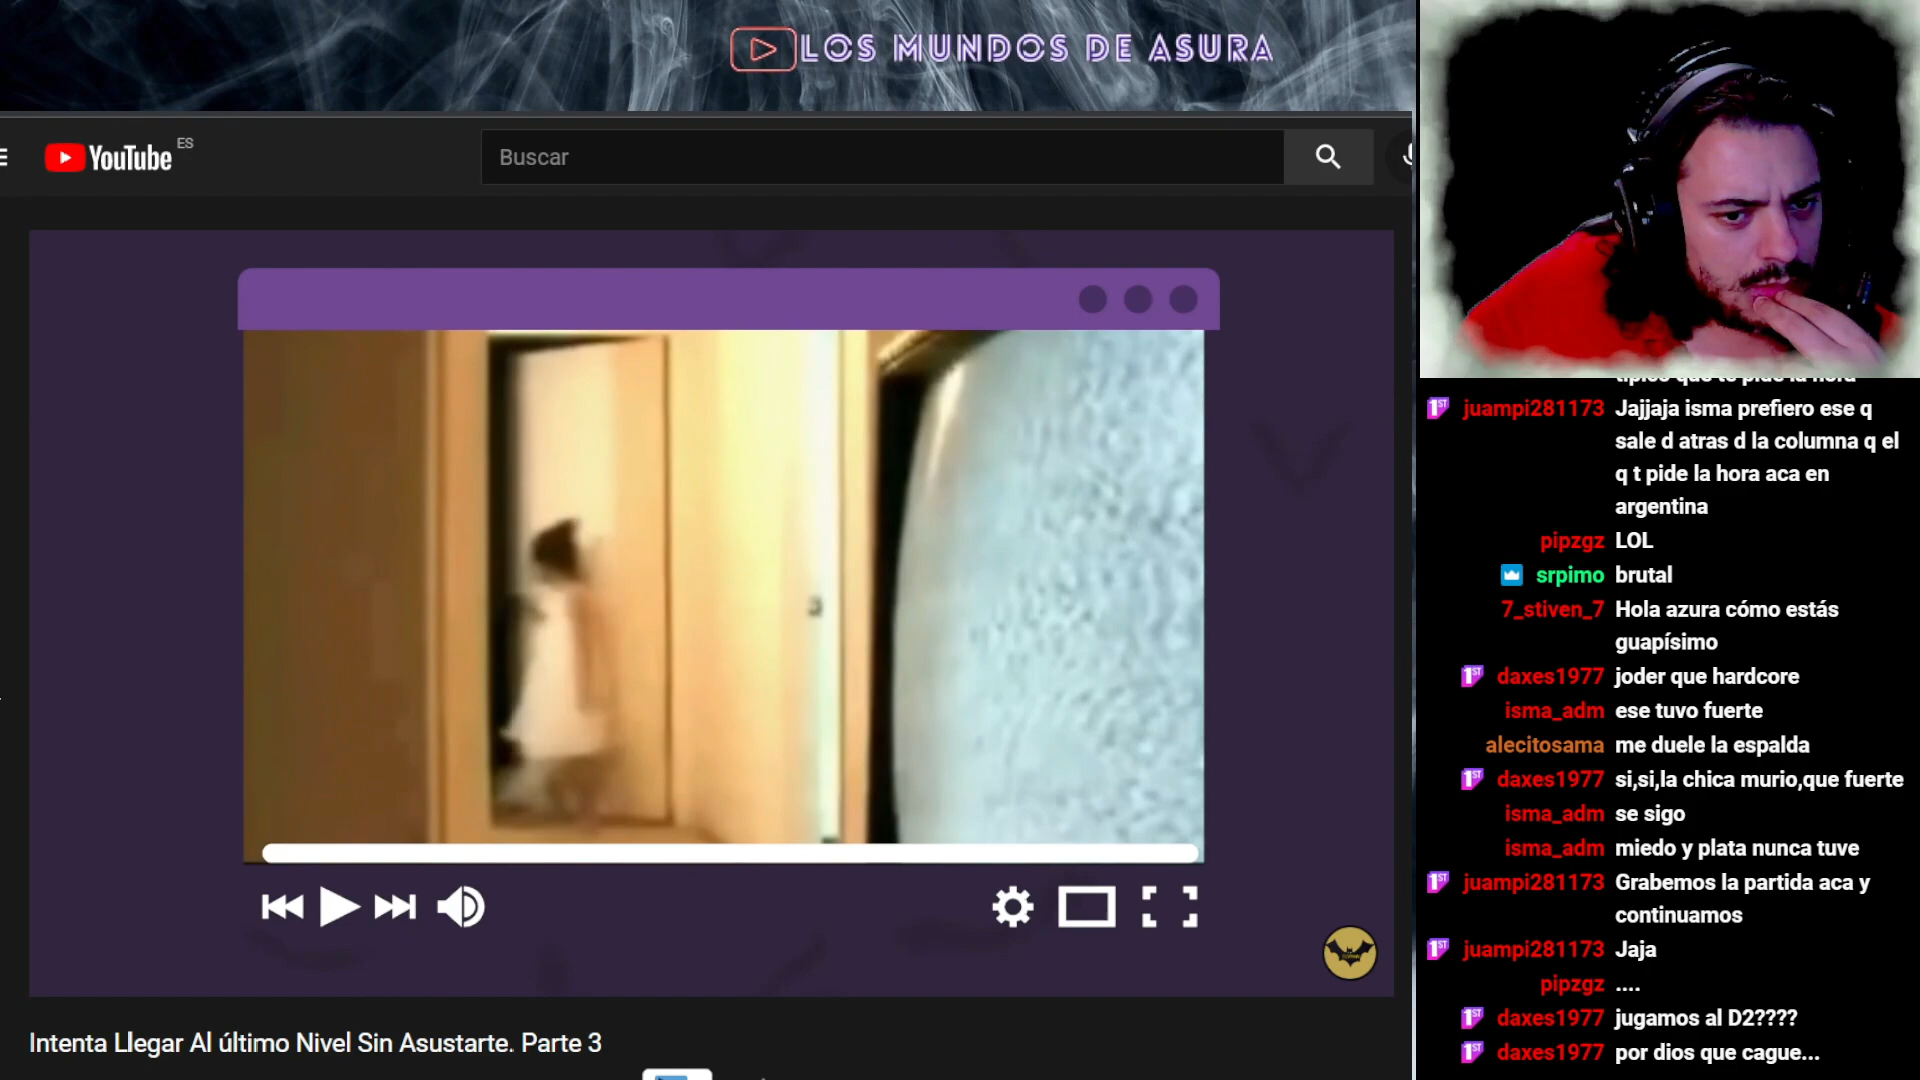 LOS MUNDOS DE ASURA
YouTube ES
Buscar
Intenta Llegar Al último Nivel Sin Asustarte. Parte 3
juampi281173 Jajjaja isma prefiero ese q
sale d atras d la columna q el
q t pide la hora aca en
argentina
pipzgz LOL
srpimo brutal
7_stiven_7 Hola azura cómo estás
guapísimo
daxes1977 joder que hardcore
isma_adm ese tuvo fuerte
alecitosama me duele la espalda
daxes1977 si,si,la chica murio,que fuerte
isma_adm se sigo
isma_adm miedo y plata nunca tuve
juampi281173 Grabemos la partida aca y
continuamos
juampi281173 Jaja
pipzgz ....
daxes1977 jugamos al D2????
daxes1977 por dios que cague...